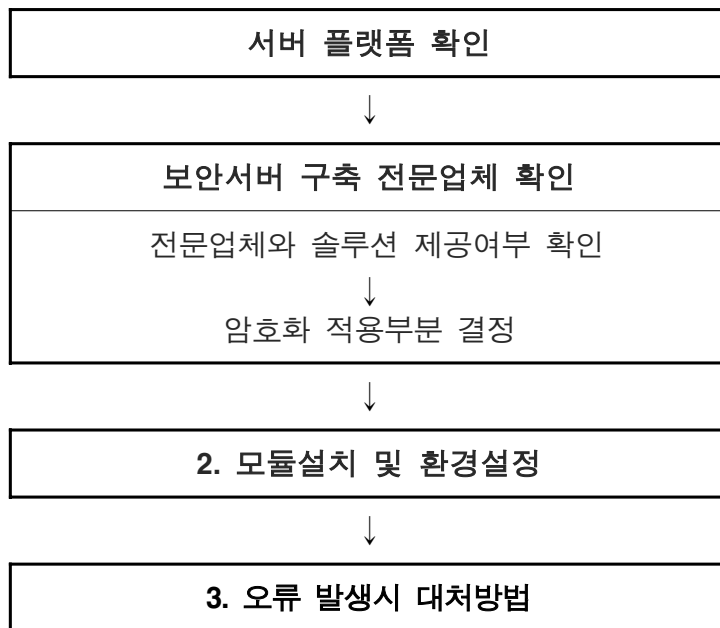 서버 플랫폼 확인
↓
보안서버 구축 전문업체 확인
전문업체와 솔루션 제공여부 확인
↓
암호화 적용부분 결정
↓
2. 모듈설치 및 환경설정
↓
3. 오류 발생시 대처방법